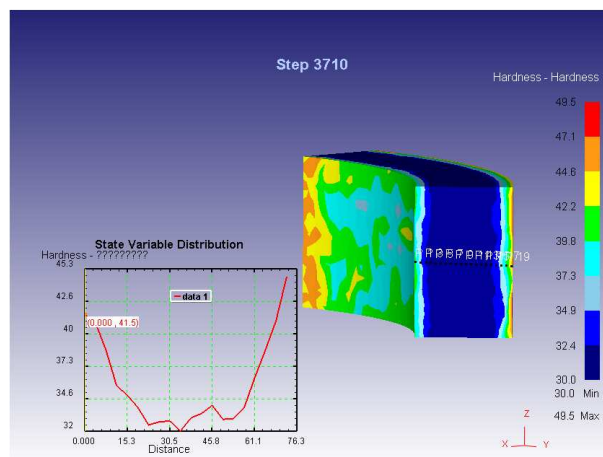 Step 3710
Hardness - Hardness
49.5
47.1
44.6
42.2
39.8
37.3
34.9
32.4
30.0
30.0 Min
49.5 Max
State Variable Distribution
Hardness - ?????????
45.3
42.6
40
37.3
34.6
32
data 1
(0.000 , 41.5)
0.000 15.3 30.5 45.8 61.1 76.3
Distance
Z
X Y